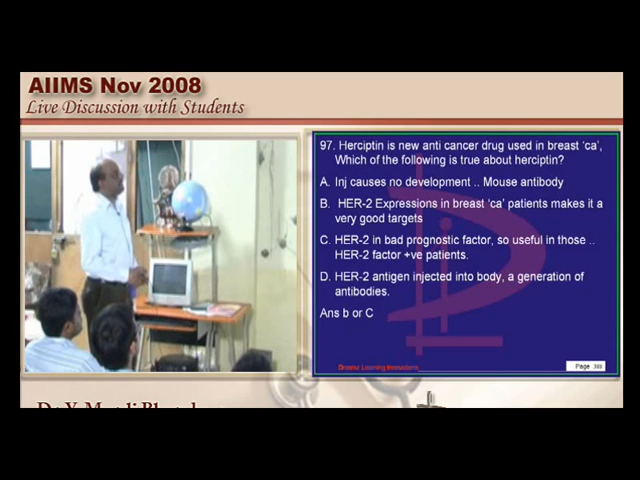 AIIMS Nov 2008
Live Discussion with Students
97. Herciptin is new anti cancer drug used in breast 'ca',
Which of the following is true about herciptin?
A. Inj causes no development .. Mouse antibody
B. HER-2 Expressions in breast 'ca' patients makes it a
very good targets
C. HER-2 in bad prognostic factor, so useful in those ..
HER-2 factor +ve patients.
D. HER-2 antigen injected into body, a generation of
antibodies.
Ans b or C
Learning Innovations
Page